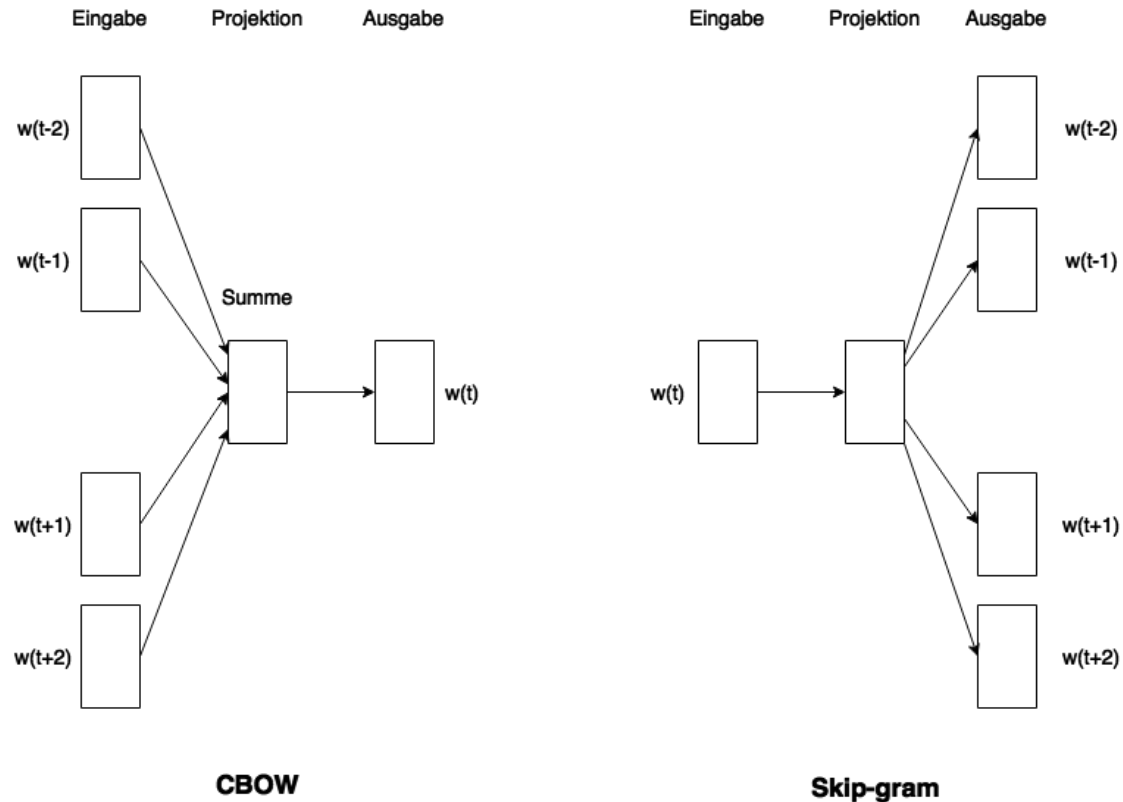 Eingabe Projektion Ausgabe
w(t-2)
w(t-1)
Summe
w(t)
w(t+1)
w(t+2)
CBOW
Eingabe Projektion Ausgabe
w(t-2)
w(t-1)
w(t)
w(t+1)
w(t+2)
Skip-gram